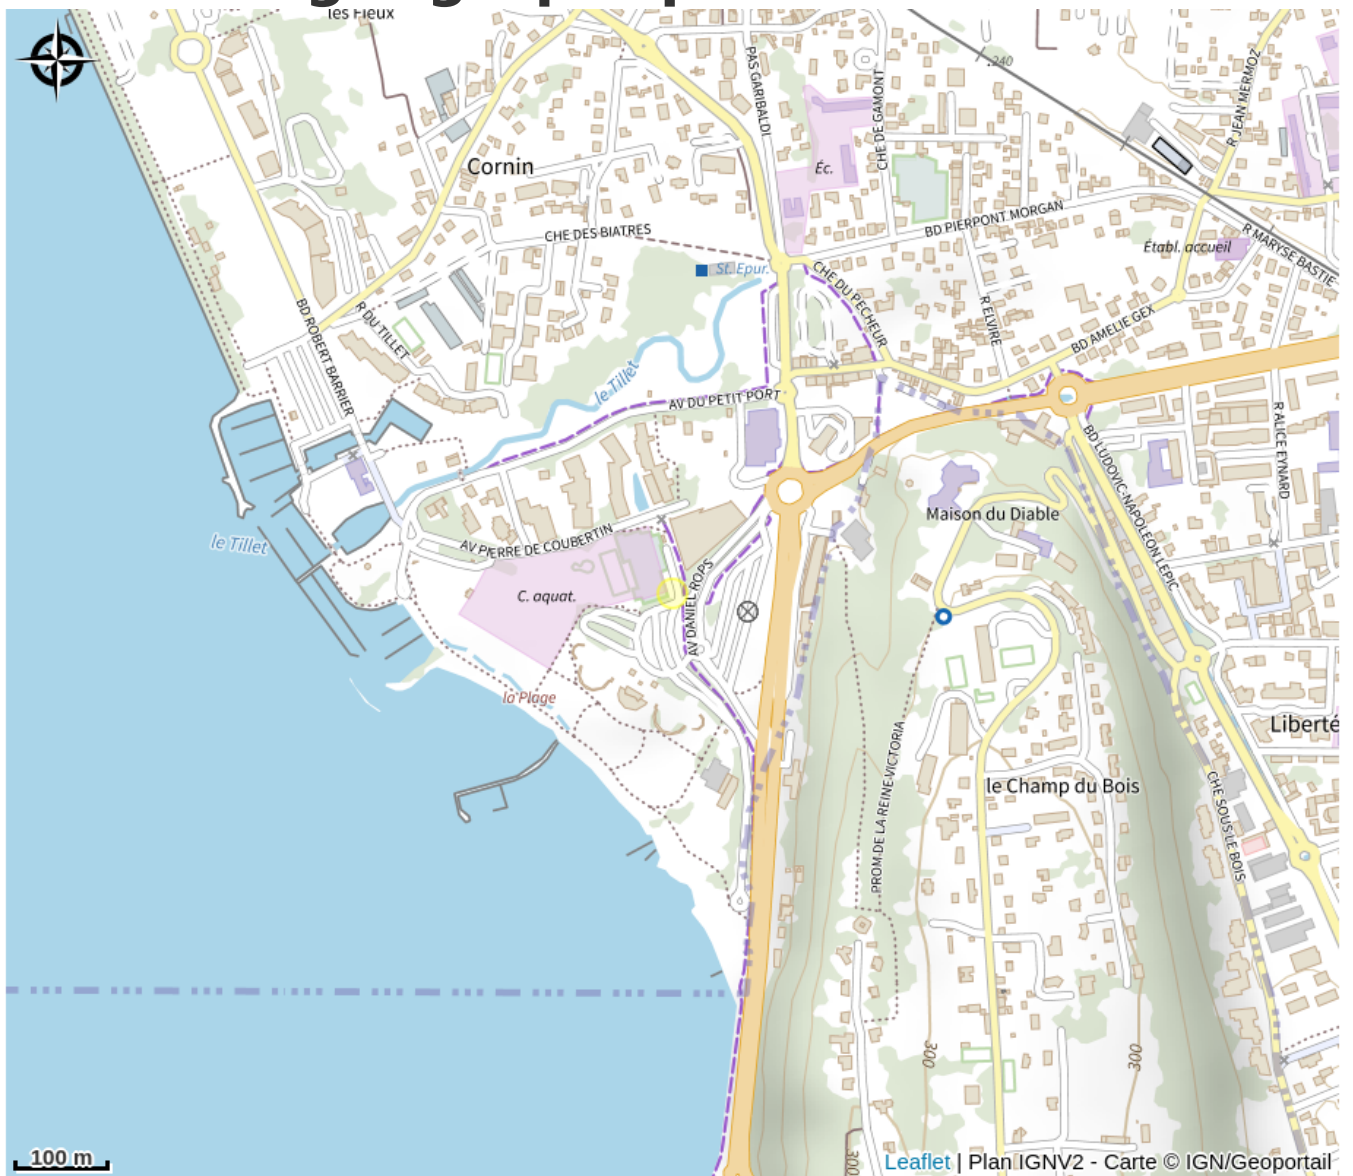 les Fieux
240
PAS GARIBALDI
CHE DE GAMONT
R JEAN MERMOZ
Cornin
Éc.
CHE DES BIATRES
BD PIERPONT MORGAN
Établ. accueil
R MARYSE BASTIE
St. Epur.
CHE DU PECHEUR
R ELVIRE
BD AMELIE GEX
BD ROBERT BARRIER
R DU TILLET
le Tillet
AV DU PETIT PORT
R ALICE EYNARD
BD LUDOVIC-NAPOLEON LEPIC
Maison du Diable
le Tillet
AV PIERRE DE COUBERTIN
C. aquat.
AV DANIEL ROPS
la Plage
Liberté
PROM DE LA REINE VICTORIA
le Champ du Bois
CHE SOUS LE BOIS
300
300
300
100 m
Leaflet | Plan IGNV2 - Carte © IGN/Geoportail